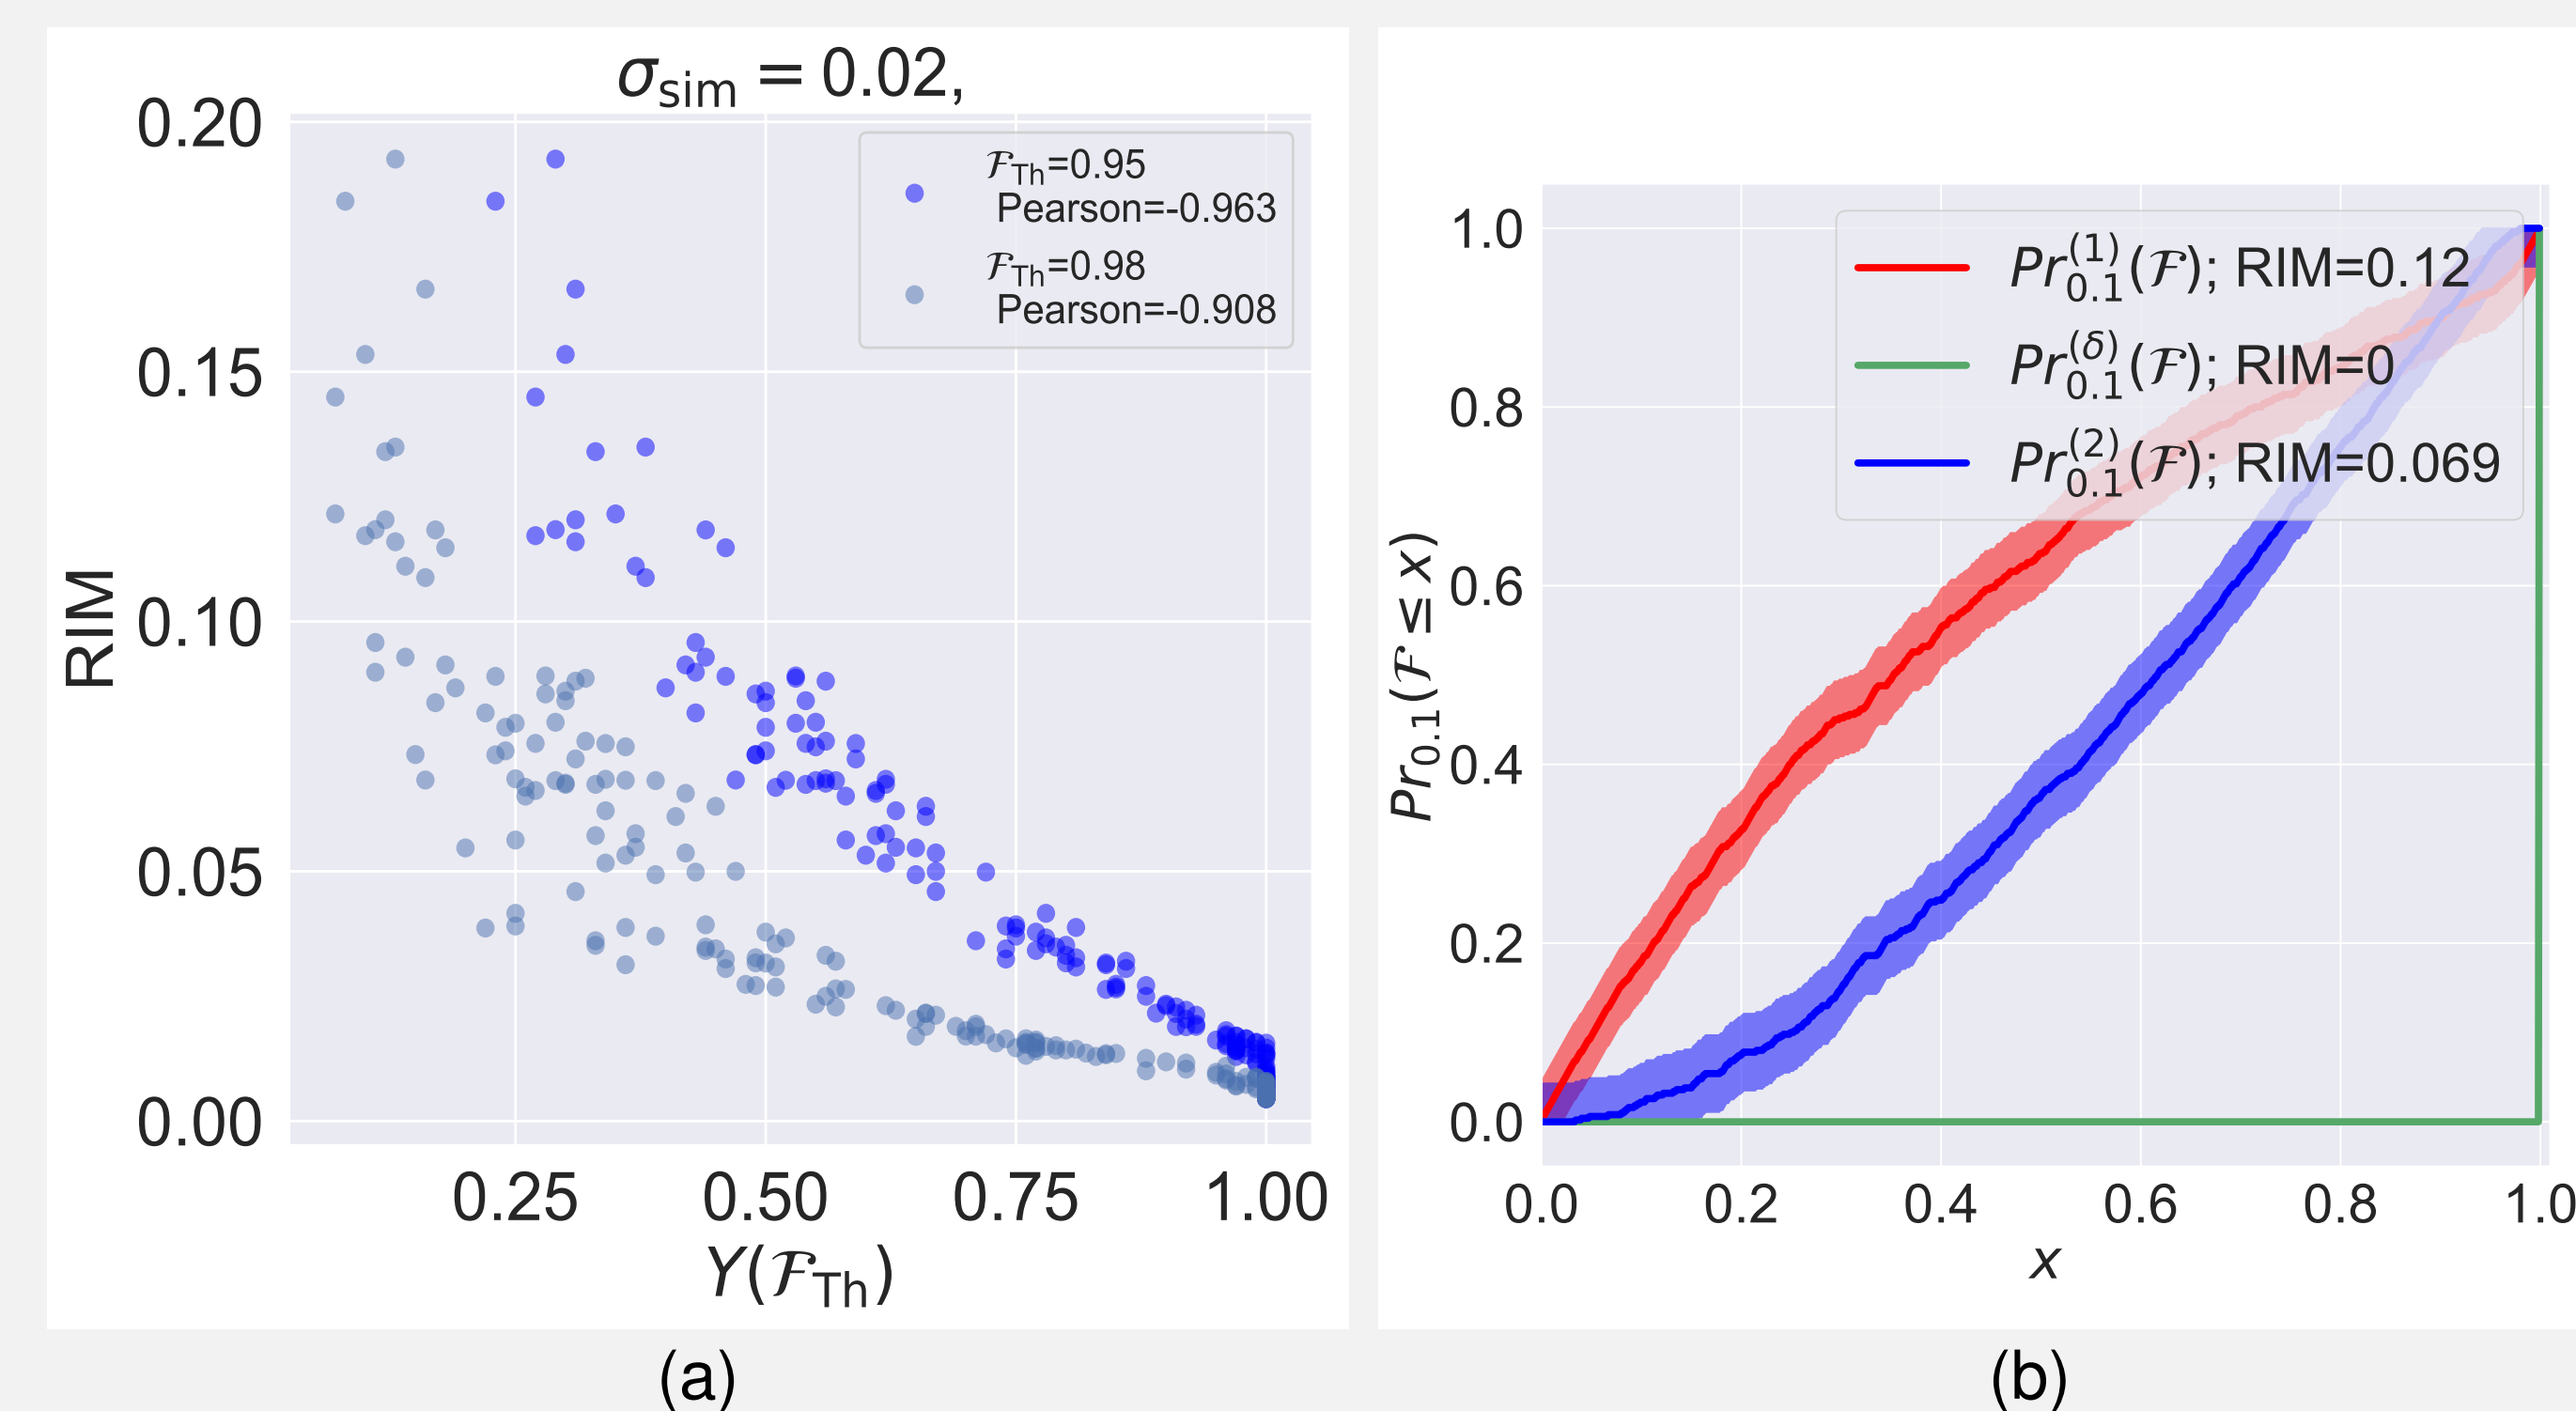 σsim = 0.02,
0.20
0.15
0.10
0.05
0.00
RIM
ℱTh=0.95
Pearson=-0.963
ℱTh=0.98
Pearson=-0.908
0.25 0.50 0.75 1.00
Y(ℱTh)
(a)
1.0
0.8
0.6
0.4
0.2
0.0
Pr0.1(ℱ ≤ x)
Pr(1)0.1(ℱ); RIM=0.12
Pr(δ)0.1(ℱ); RIM=0
Pr(2)0.1(ℱ); RIM=0.069
0.0 0.2 0.4 0.6 0.8 1.0
x
(b)